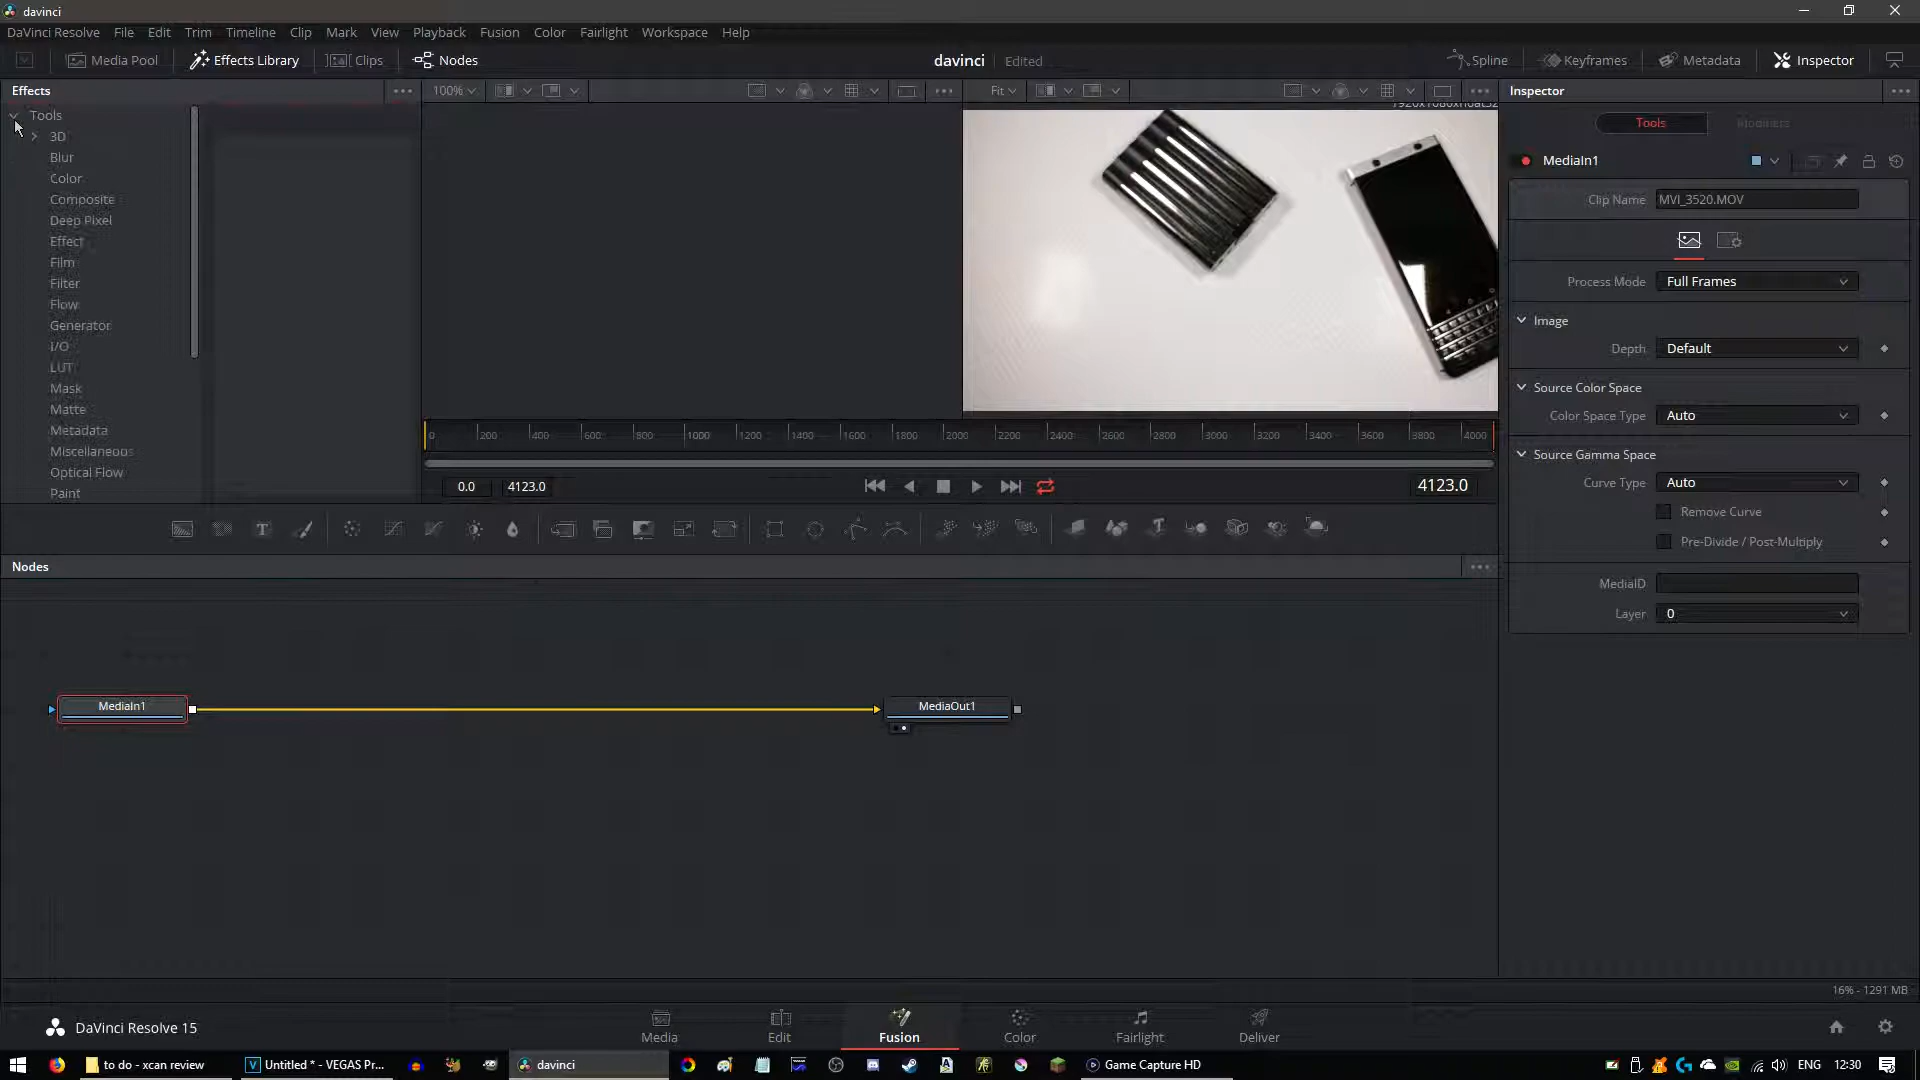 davinci
DaVinci Resolve File Edit Trim Timeline Clip Mark View Playback Fusion Color Fairlight Workspace Help
Media Pool Effects Library Clips Nodes davinci Edited Spline Keyframes Metadata Inspector
Effects 100% Fit Inspector
Tools
3D
Blur
Color
Composite
Deep Pixel
Effect
Film
Filter
Flow
Generator
I/O
LUT
Mask
Matte
Metadata
Miscellaneous
Optical Flow
Paint
0 200 400 600 800 1000 1200 1400 1600 1800 2000 2200 2400 2600 2800 3000 3200 3400 3600 3800 4000
0.0 4123.0 4123.0
Tools Modifiers
MediaIn1
Clip Name MVI_3520.MOV
Process Mode Full Frames
Image
Depth Default
Source Color Space
Color Space Type Auto
Source Gamma Space
Curve Type Auto
Remove Curve
Pre-Divide / Post-Multiply
MediaID
Layer 0
Nodes
MediaIn1 MediaOut1
16% - 1291 MB
DaVinci Resolve 15 Media Edit Fusion Color Fairlight Deliver
to do - xcan review Untitled * - VEGAS Pr... davinci Game Capture HD ENG 12:30